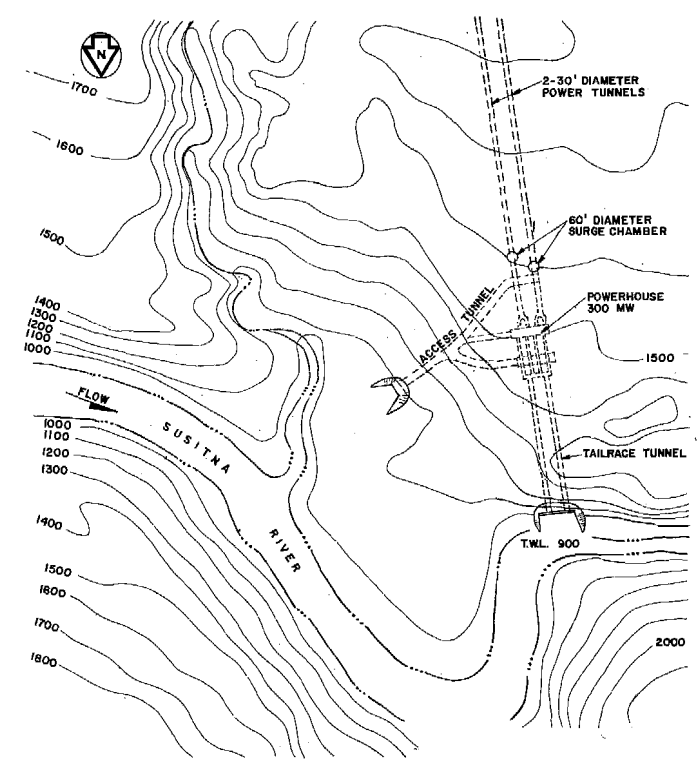 N
1700
1600
1500
1400
1300
1200
1100
1000
2-30' DIAMETER
POWER TUNNELS
60' DIAMETER
SURGE CHAMBER
POWERHOUSE
300 MW
ACCESS TUNNEL
1500
FLOW
SUSITNA
RIVER
TAILRACE TUNNEL
T.W.L. 900
1000
1100
1200
1300
1400
1500
1600
1700
1800
2000